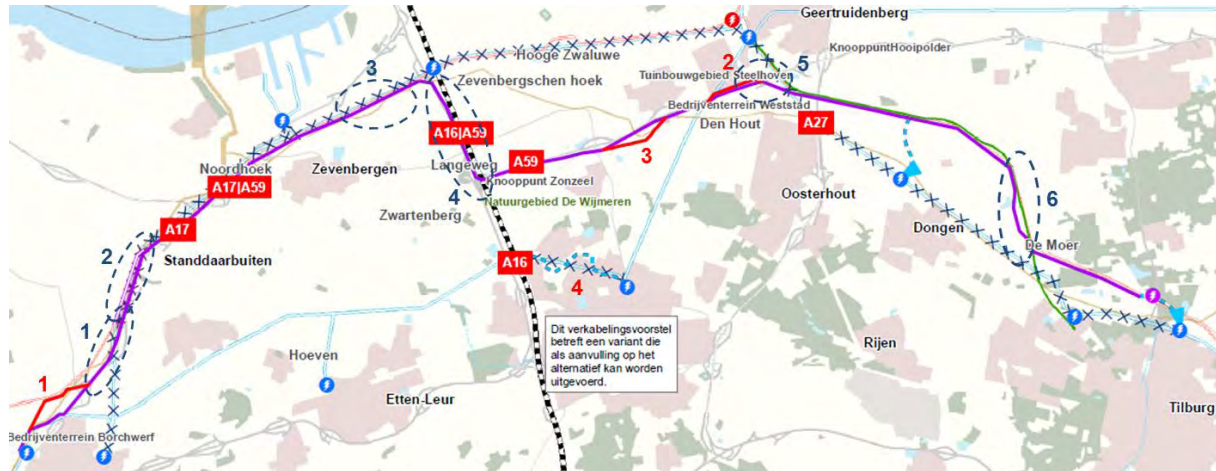 Geertruidenberg
Hooge Zwaluwe
2
5
KnooppuntHooipolder
3
Zevenbergschen hoek
Tuinbouwgebied Steelhoven
Bedrijventerrein Weststad
Den Hout
A27
A16|A59
3
Noordhoek
Zevenbergen
Langeweg
A59
A17|A59
Knooppunt Zonzeel
4
Natuurgebied De Wijmeren
Oosterhout
6
Zwartenberg
A17
Dongen
De Moer
2
Standdaarbuiten
A16
4
1
Dit verkabelingsvoorstel
betreft een variant die
als aanvulling op het
alternatief kan worden
uitgevoerd.
Hoeven
Rijen
1
Etten-Leur
Tilburg
Bedrijventerrein Borchwerf